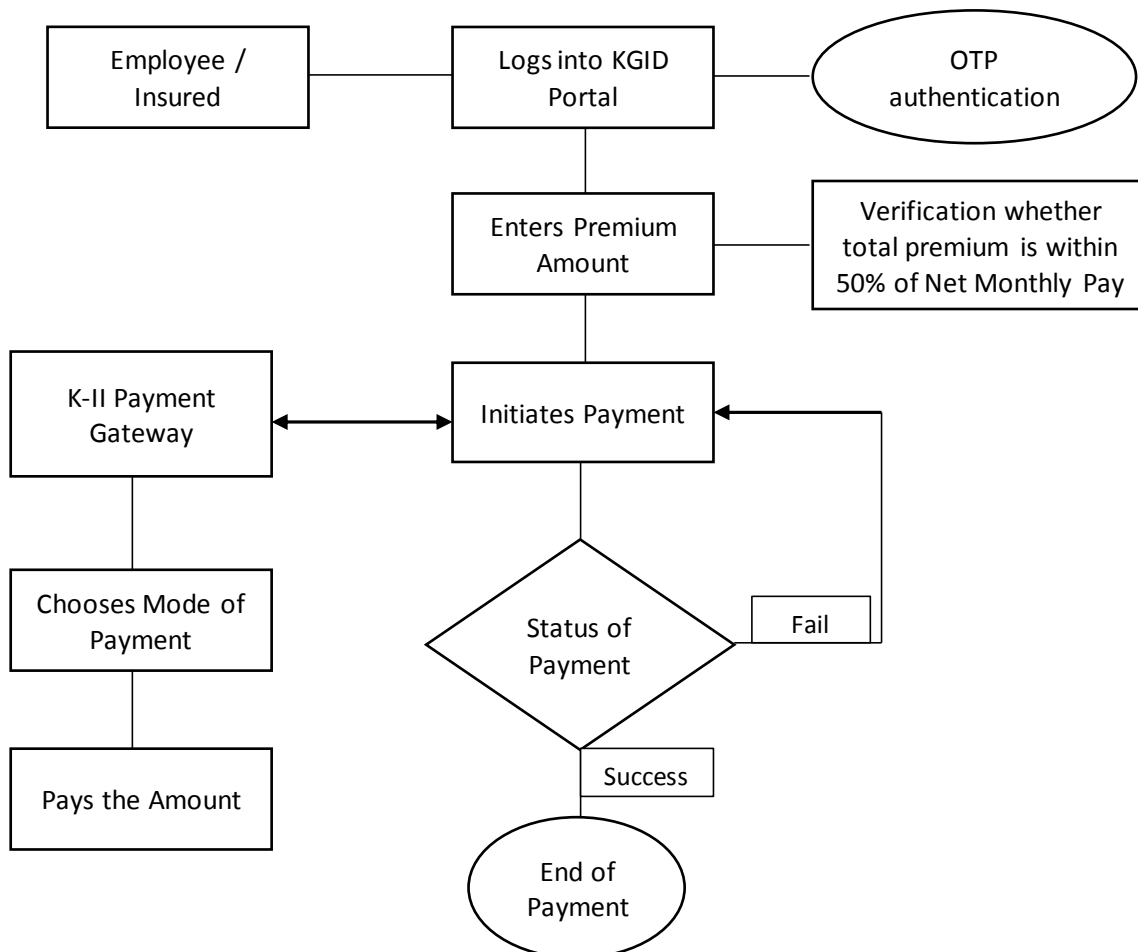 Employee /
Insured
Logs into KGID
Portal
OTP
authentication
Enters Premium
Amount
Verification whether
total premium is within
50% of Net Monthly Pay
K-II Payment
Gateway
Initiates Payment
Chooses Mode of
Payment
Status of
Payment
Fail
Pays the Amount
Success
End of
Payment